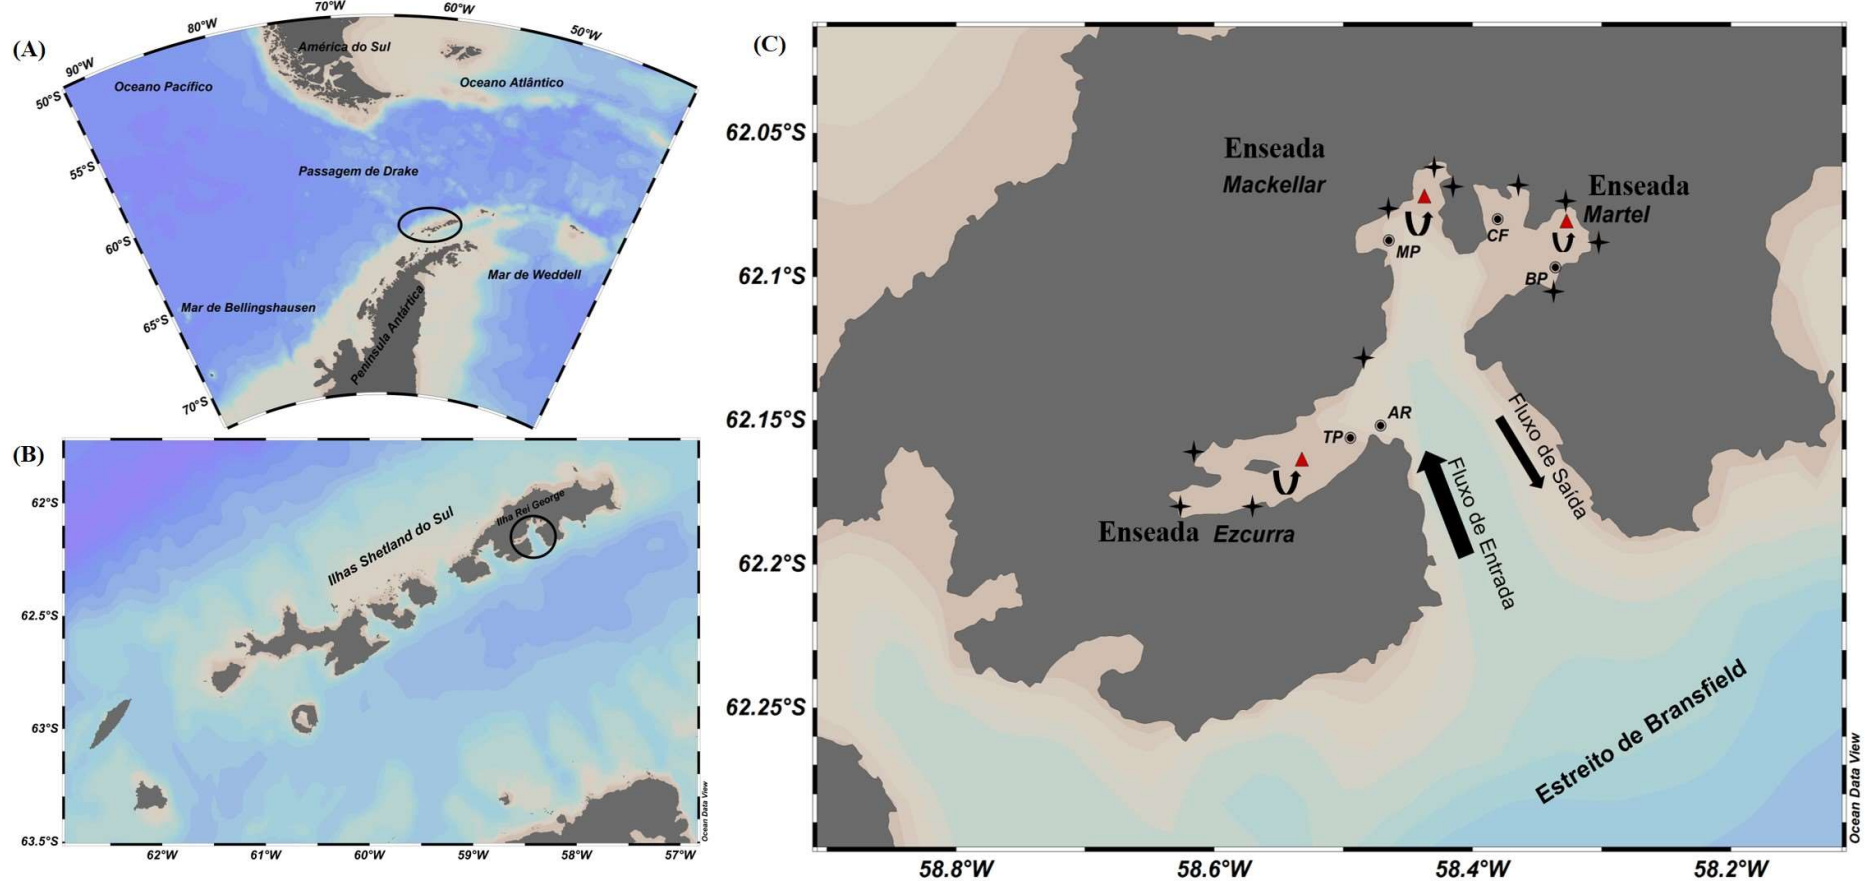 (A)
90°W
80°W
70°W
60°W
50°W
50°S
55°S
60°S
65°S
70°S
América do Sul
Oceano Pacífico
Oceano Atlântico
Passagem de Drake
Mar de Weddell
Mar de Bellingshausen
Península Antártica
(B)
62°S
62.5°S
63°S
63.5°S
62°W
61°W
60°W
59°W
58°W
57°W
Ilhas Shetland do Sul
Ilha Rei George
Ocean Data View
(C)
62.05°S
62.1°S
62.15°S
62.2°S
62.25°S
58.8°W
58.6°W
58.4°W
58.2°W
Enseada
Mackellar
Enseada
Martel
MP
CF
BP
AR
TP
Enseada Ezcurra
Fluxo de Saída
Fluxo de Entrada
Estreito de Bransfield
Ocean Data View